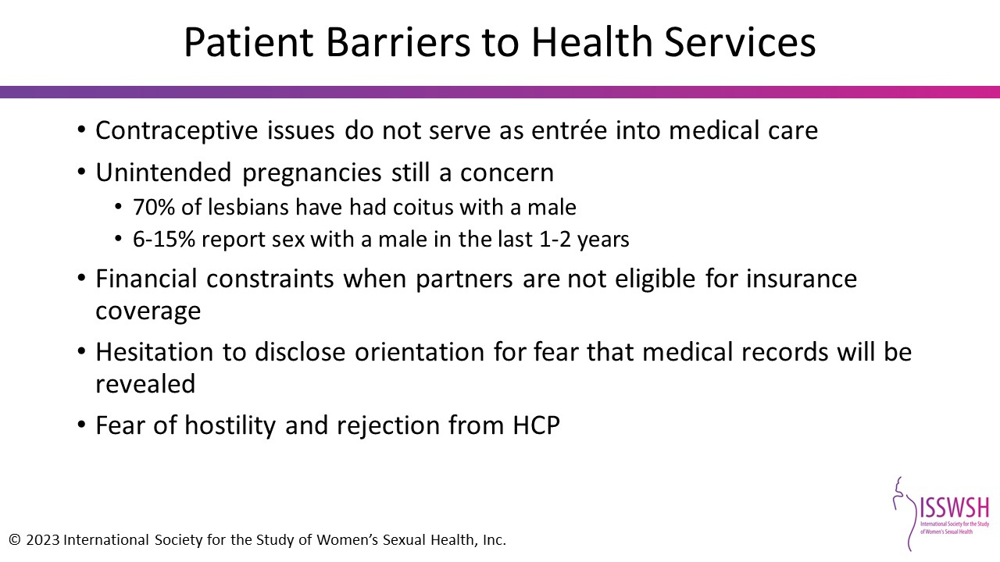 Patient Barriers to Health Services
• Contraceptive issues do not serve as entrée into medical care
• Unintended pregnancies still a concern
• 70% of lesbians have had coitus with a male
• 6-15% report sex with a male in the last 1-2 years
• Financial constraints when partners are not eligible for insurance
coverage
• Hesitation to disclose orientation for fear that medical records will be
revealed
• Fear of hostility and rejection from HCP
ISSWSH
International Society for the Study
of Women's Sexual Health
© 2023 International Society for the Study of Women’s Sexual Health, Inc.